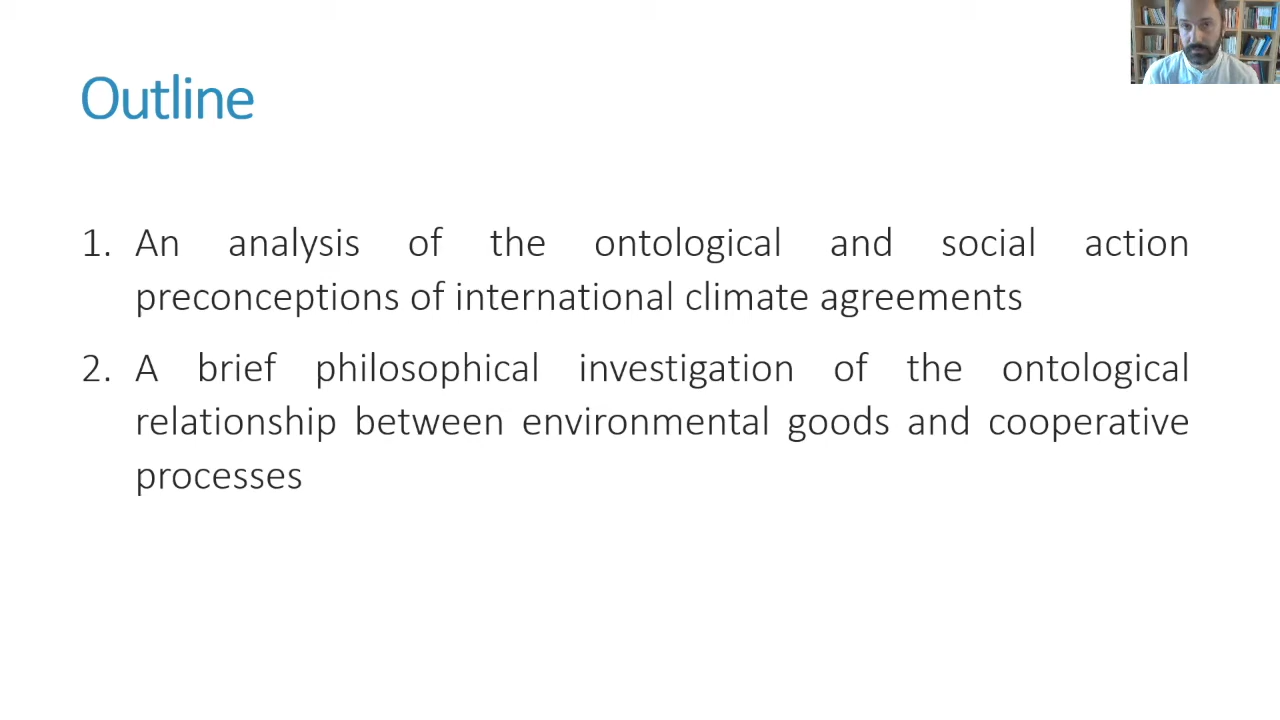 Outline
1. An analysis of the ontological and social action
preconceptions of international climate agreements
2. A brief philosophical investigation of the ontological
relationship between environmental goods and cooperative
processes